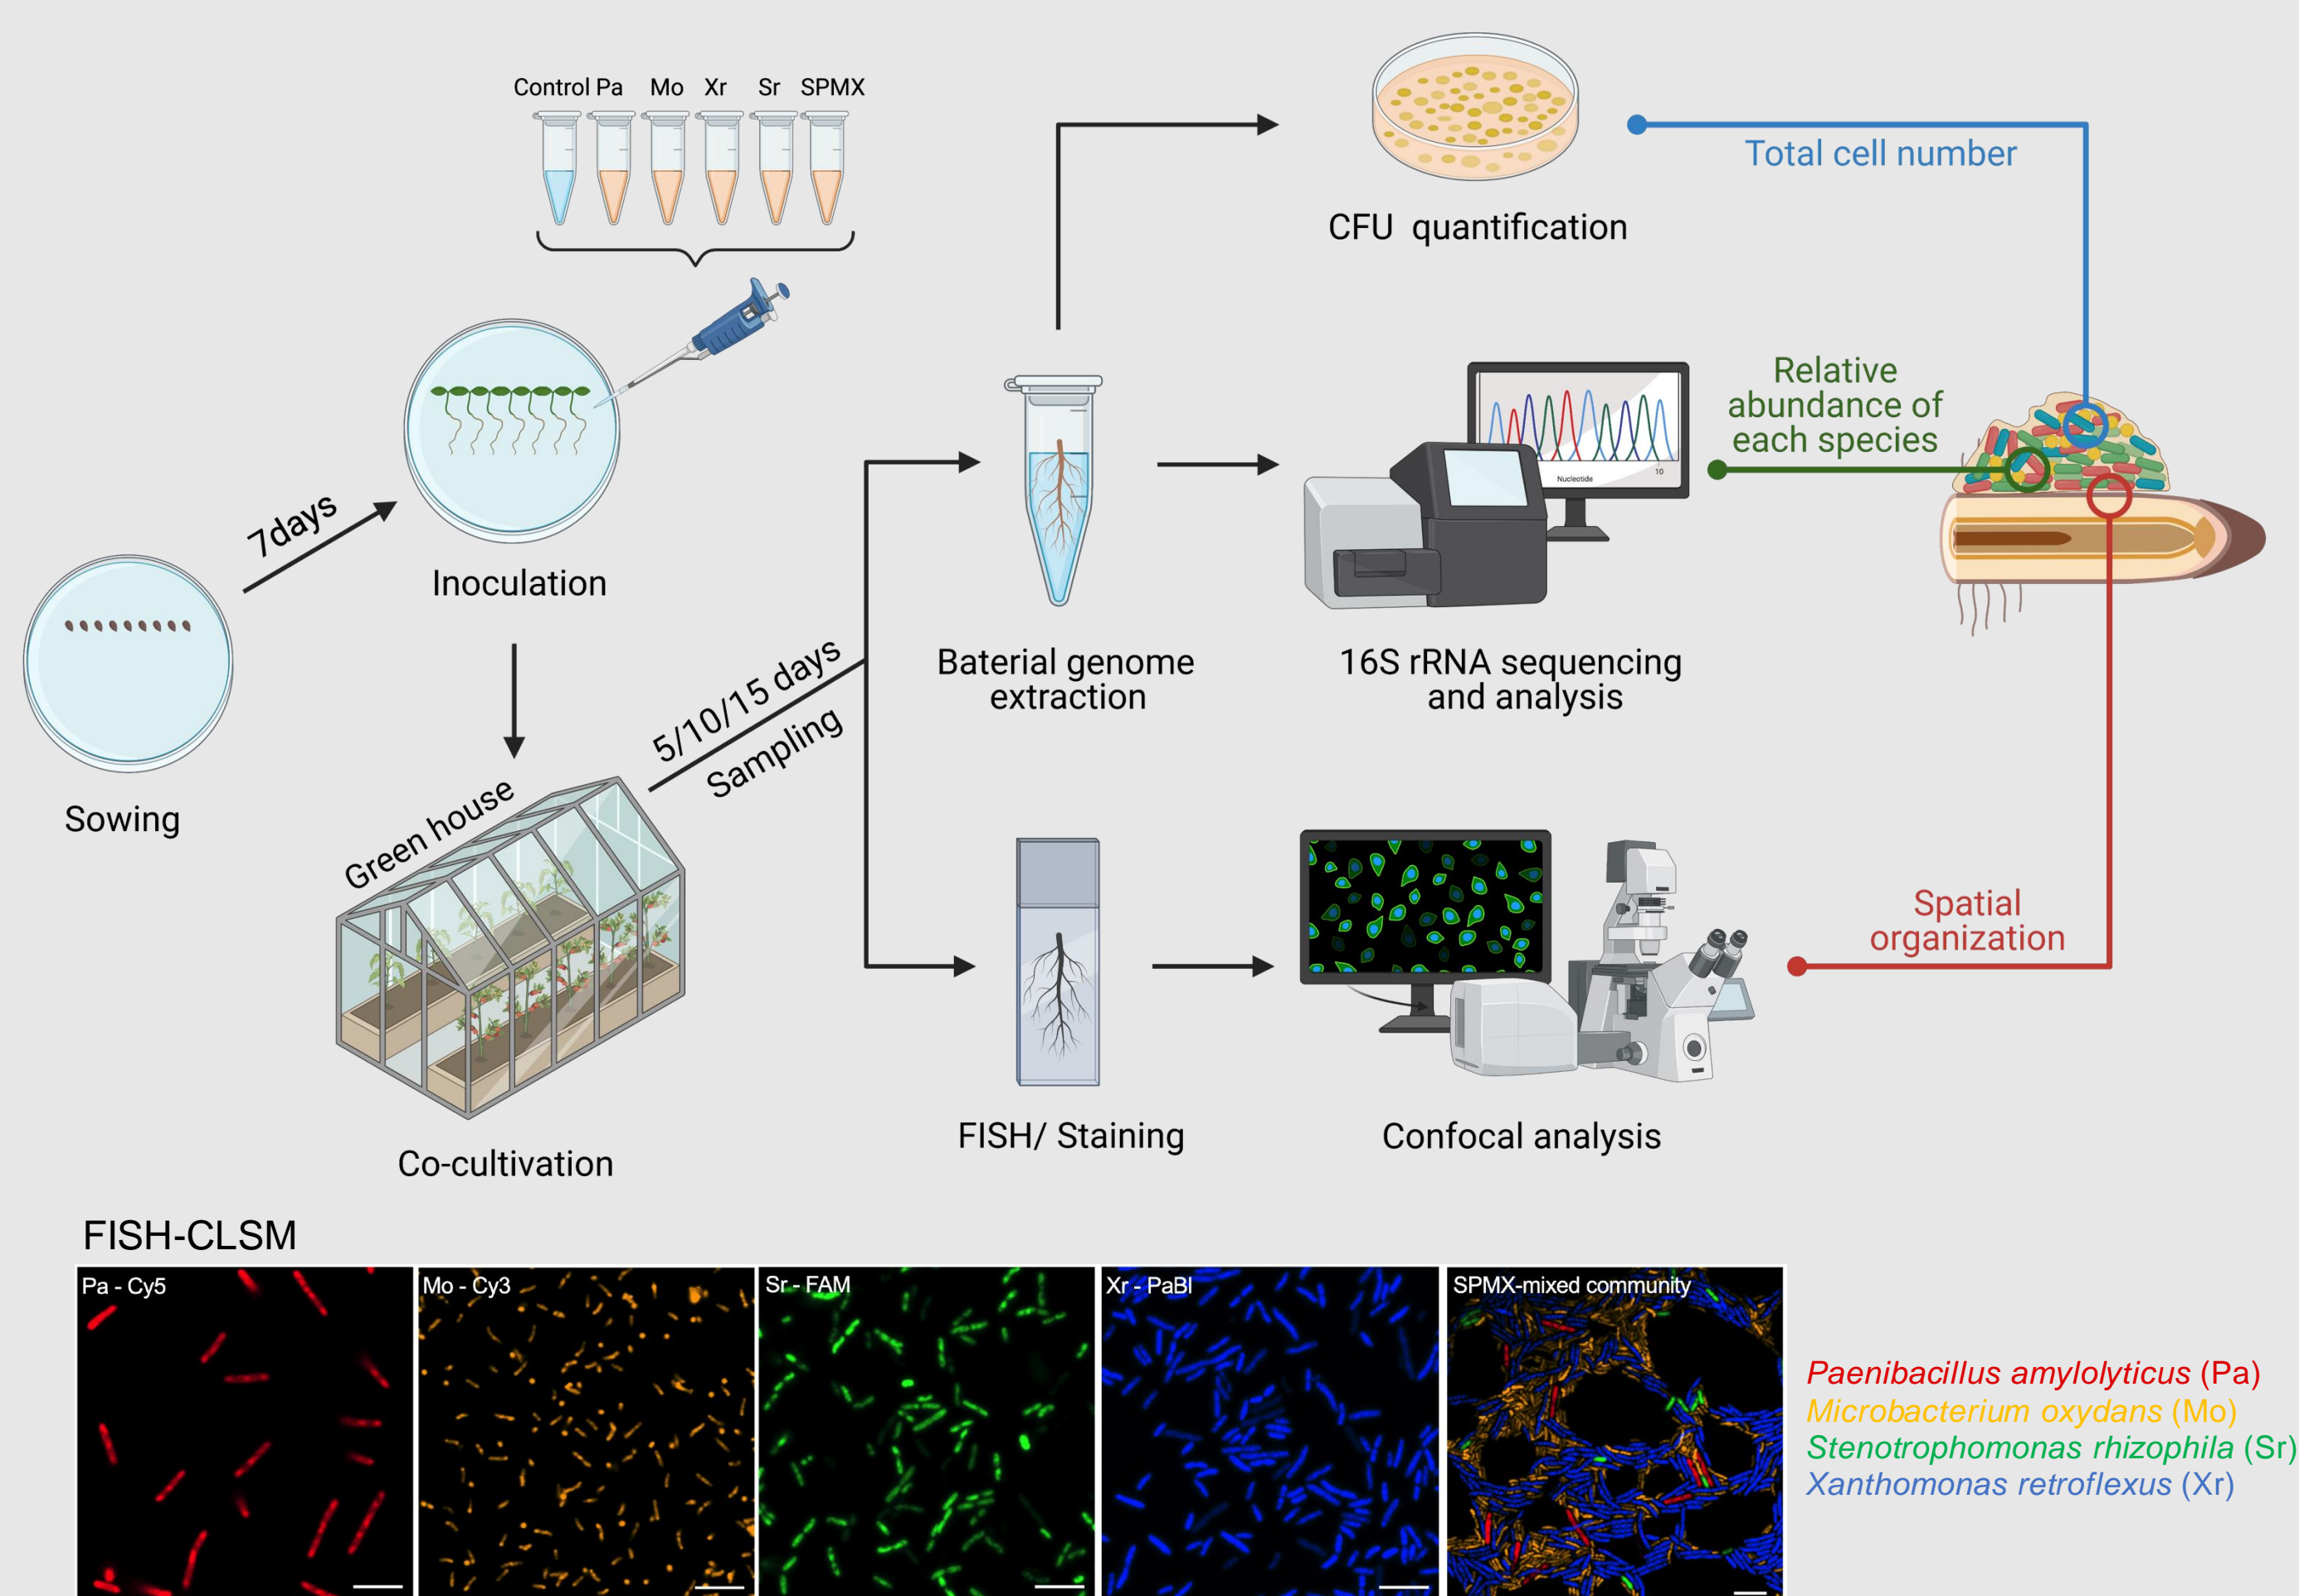 Control Pa Mo Xr Sr SPMX
Total cell number
CFU quantification
7days
Inoculation
Relative
abundance of
each species
Nucleotide
10
5/10/15 days
Sampling
Baterial genome
extraction
16S rRNA sequencing
and analysis
Sowing
Green house
Spatial
organization
Co-cultivation
FISH/ Staining
Confocal analysis
FISH-CLSM
Pa - Cy5
Mo - Cy3
Sr - FAM
Xr - PaBl
SPMX-mixed community
Paenibacillus amylolyticus (Pa)
Microbacterium oxydans (Mo)
Stenotrophomonas rhizophila (Sr)
Xanthomonas retroflexus (Xr)